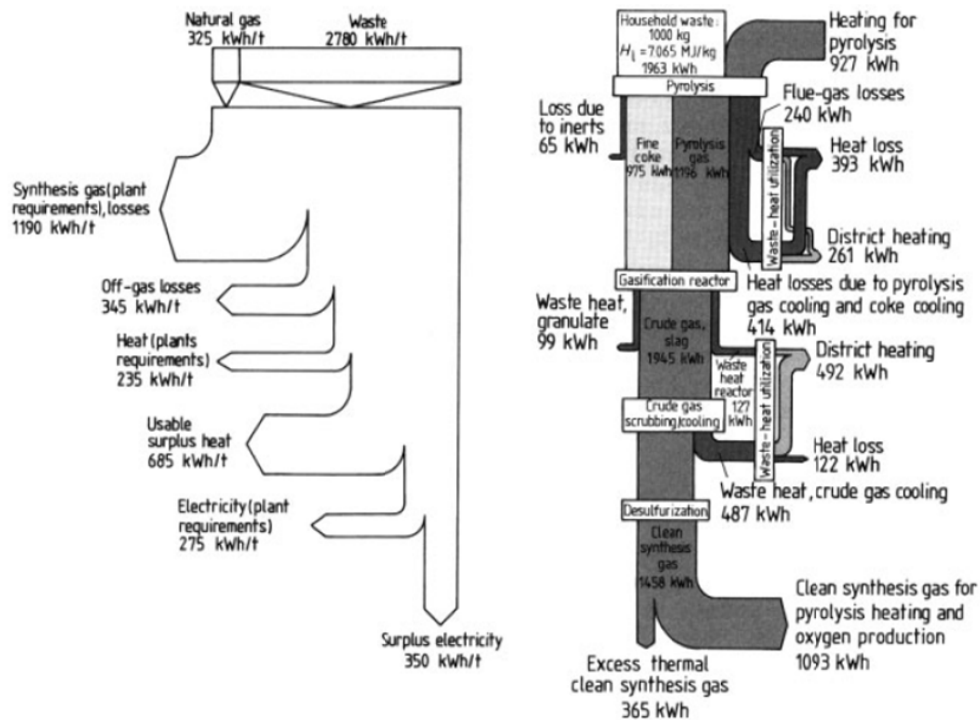 Natural gas
325 kWh/t
Waste
2780 kWh/t
Synthesis gas (plant
requirements), losses
1190 kWh/t
Off-gas losses
345 kWh/t
Heat (plants
requirements)
235 kWh/t
Usable
surplus heat
685 kWh/t
Electricity (plant
requirements)
275 kWh/t
Surplus electricity
350 kWh/t
Household waste:
1000 kg
Hᵢ = 7.065 MJ/kg
1963 kWh
Heating for
pyrolysis
927 kWh
Pyrolysis
Flue-gas losses
240 kWh
Loss due
to inerts
65 kWh
Fine
coke
975 kWh
Pyrolysis
gas
1196 kWh
Waste-heat utilization
Heat loss
393 kWh
District heating
261 kWh
Gasification reactor
Heat losses due to pyrolysis
gas cooling and coke cooling
414 kWh
Waste heat,
granulate
99 kWh
Crude gas,
slag
1945 kWh
Waste
heat
reactor
127
kWh
Waste-heat utilization
District heating
492 kWh
Crude gas
scrubbing/cooling
Heat loss
122 kWh
Waste heat, crude gas cooling
487 kWh
Desulfurization
Clean
synthesis
gas
1458 kWh
Clean synthesis gas for
pyrolysis heating and
oxygen production
1093 kWh
Excess thermal
clean synthesis gas
365 kWh